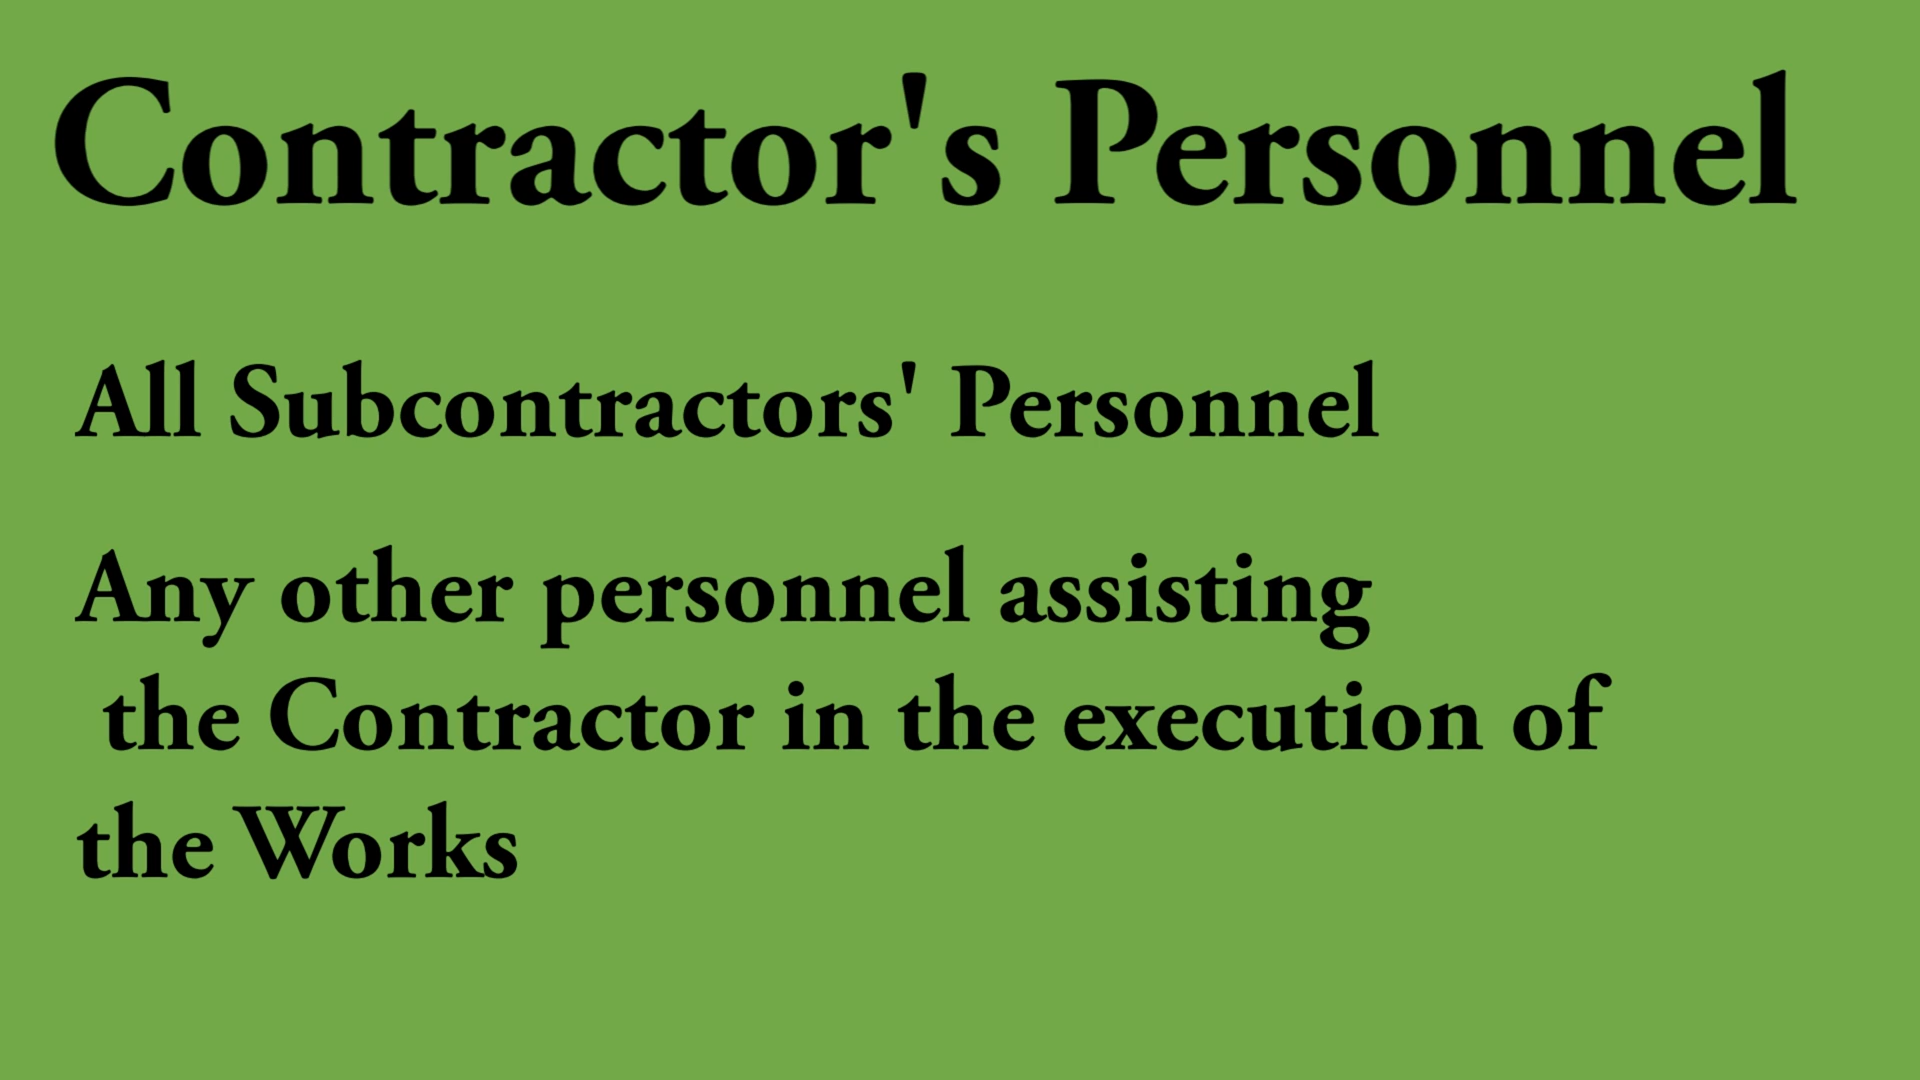 Contractor's Personnel
All Subcontractors' Personnel
Any other personnel assisting
the Contractor in the execution of
the Works